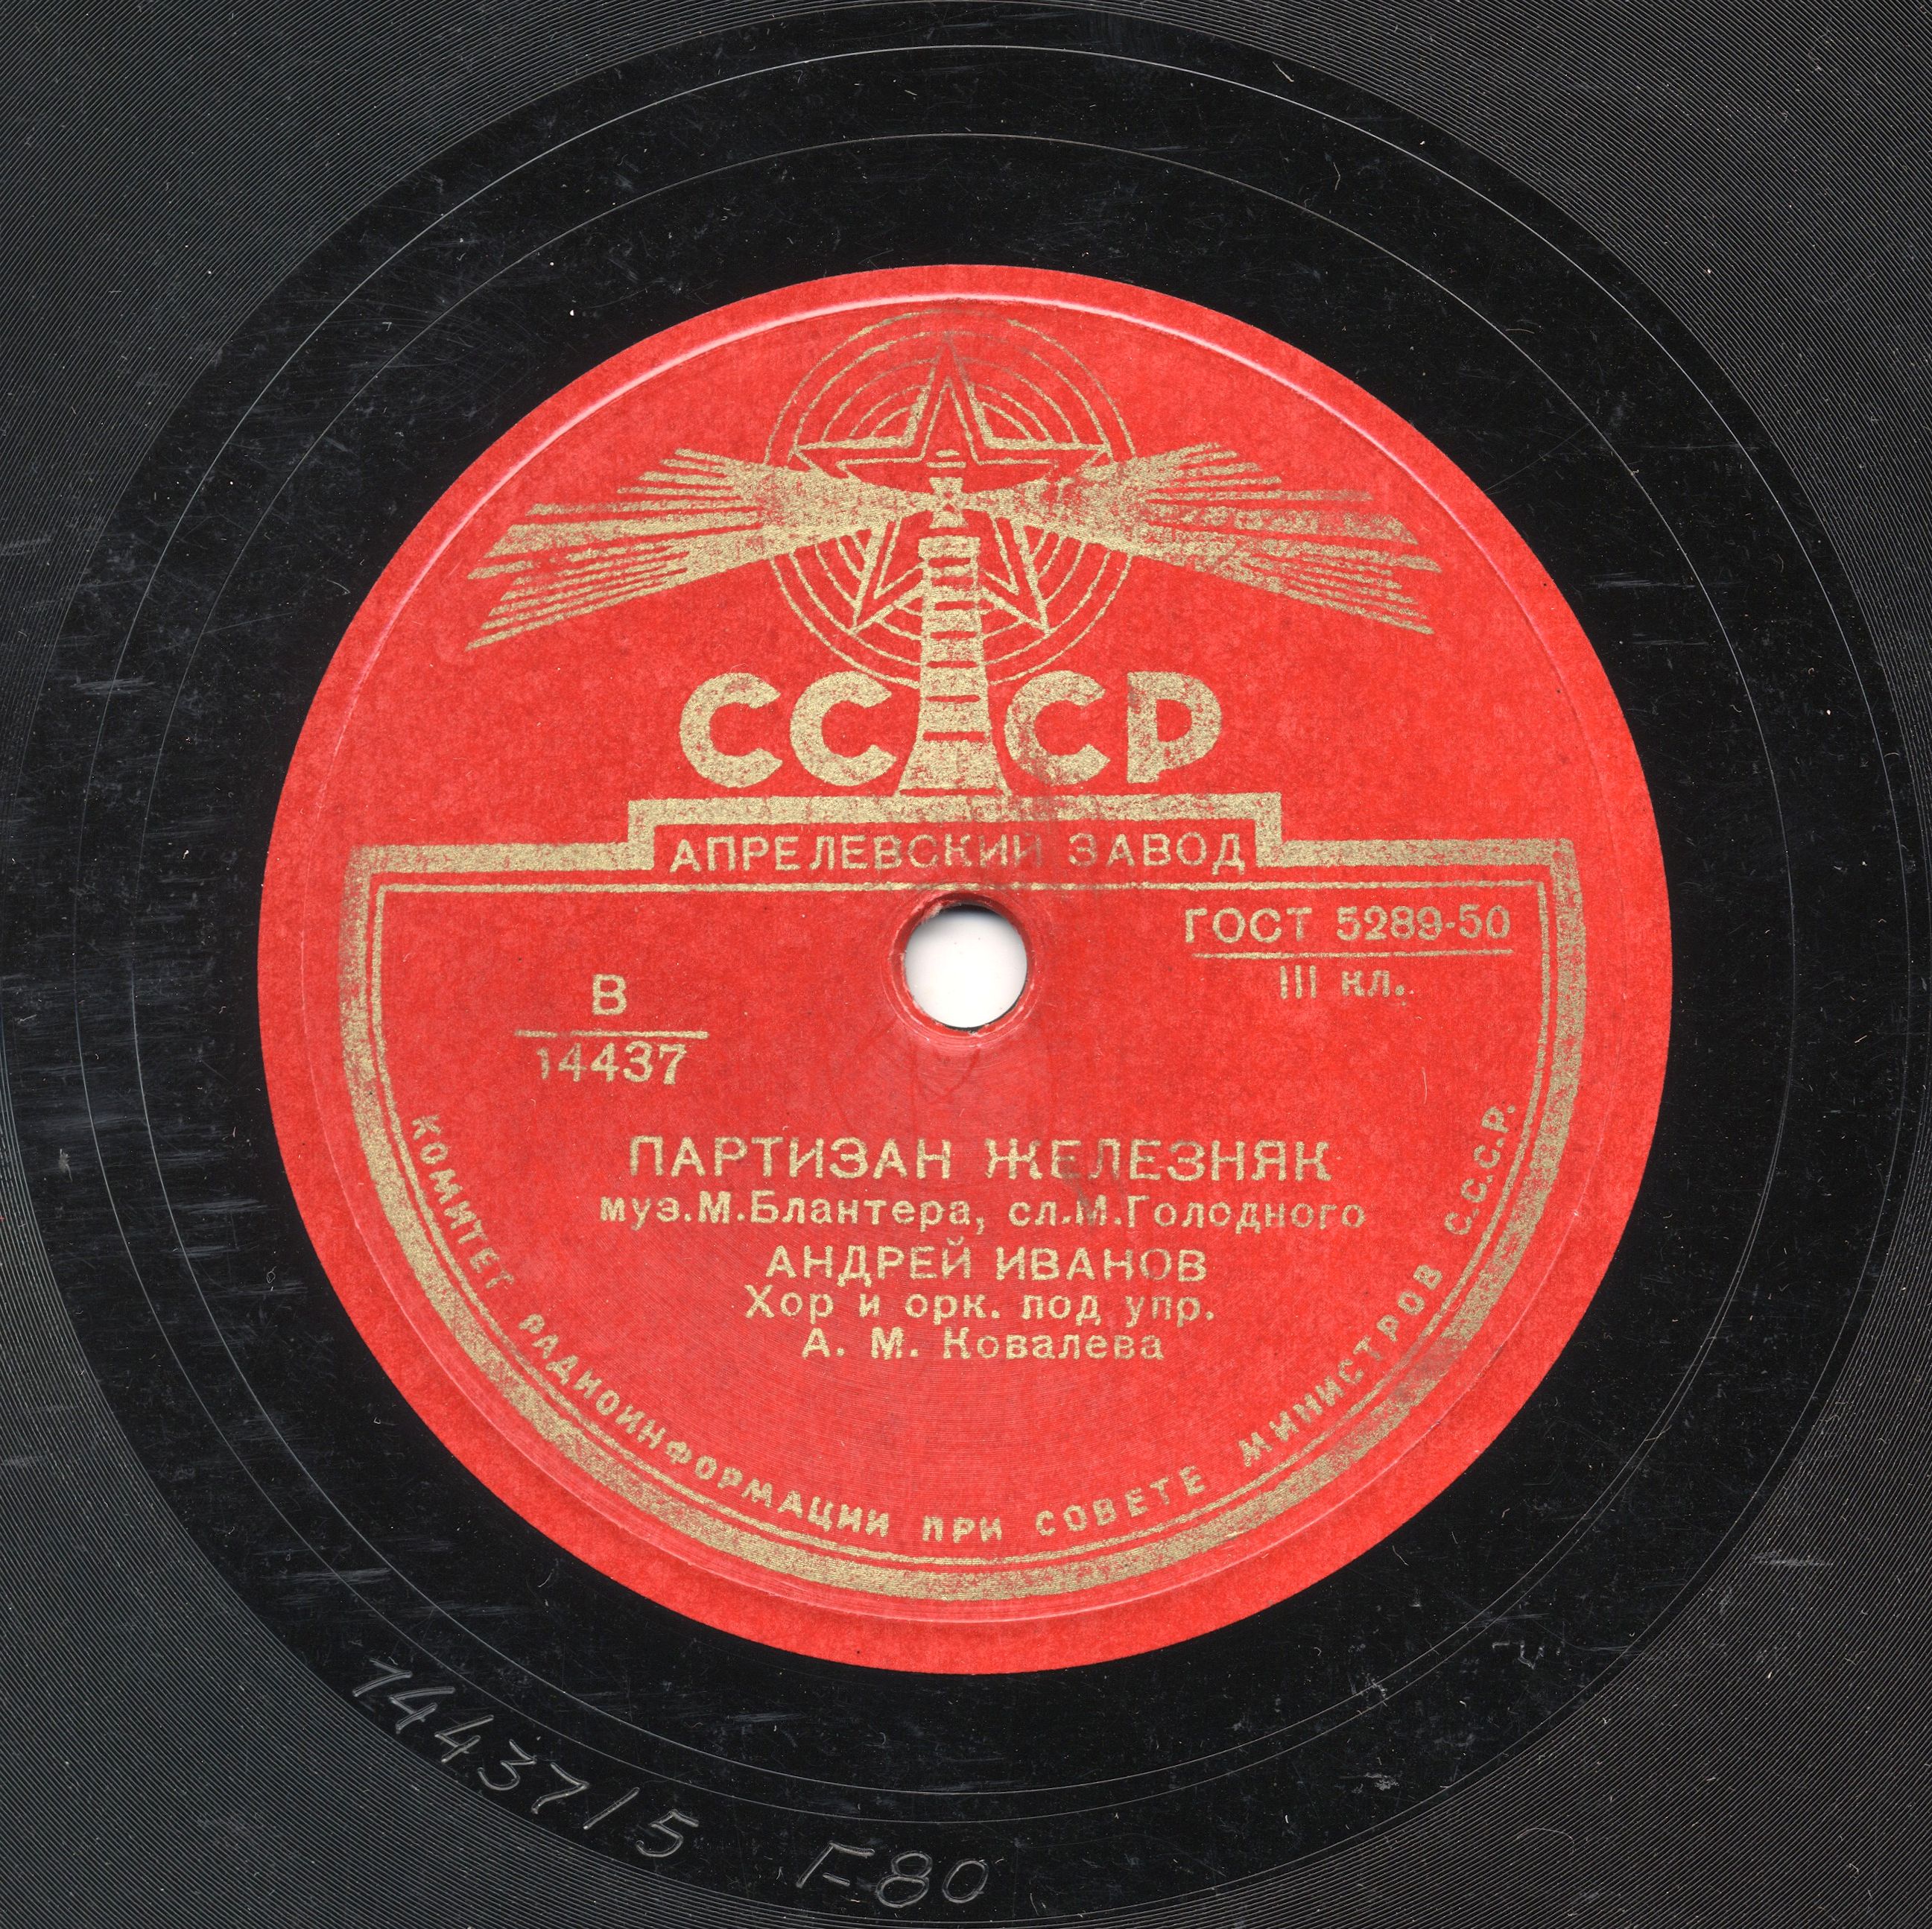 СССР
АПРЕЛЕВСКИЙ ЗАВОД
ГОСТ 5289-50
III кл.
В
14437
ПАРТИЗАН ЖЕЛЕЗНЯК
муз.М.Блантера, сл.М.Голодного
АНДРЕЙ ИВАНОВ
Хор и орк. под упр.
А. М. Ковалева
КОМИТЕТ РАДИОИНФОРМАЦИИ ПРИ СОВЕТЕ МИНИСТРОВ С.С.С.Р.
14437/5 Г-80